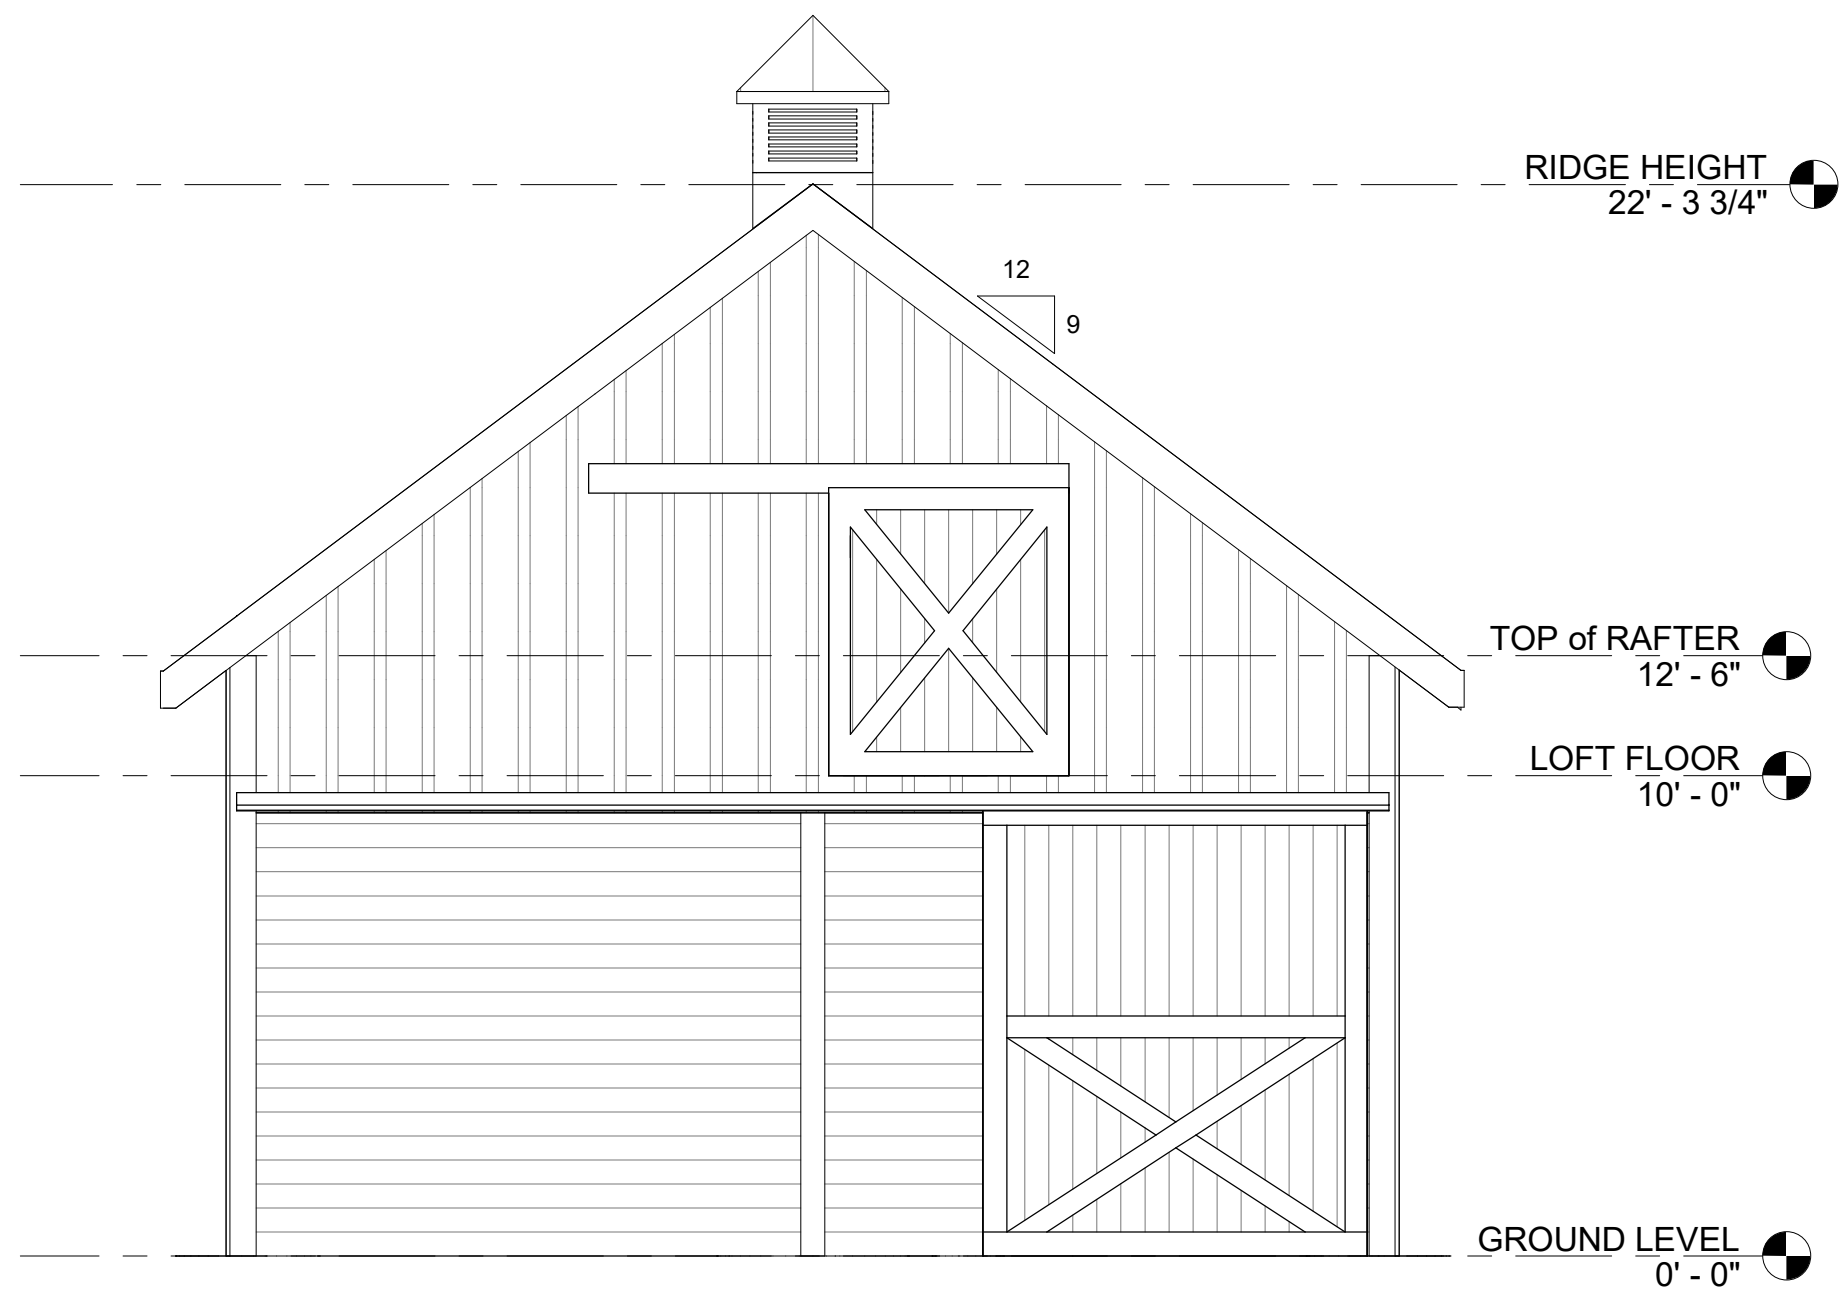 RIDGE HEIGHT
22' - 3 3/4"
12
9
TOP of RAFTER
12' - 6"
LOFT FLOOR
10' - 0"
GROUND LEVEL
0' - 0"